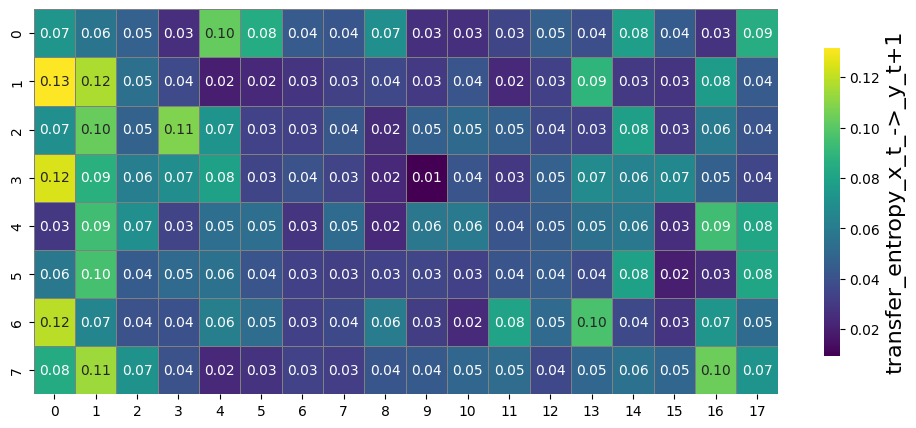 0 0.07 0.06 0.05 0.03 0.10 0.08 0.04 0.04 0.07 0.03 0.03 0.03 0.05 0.04 0.08 0.04 0.03 0.09
1 0.13 0.12 0.05 0.04 0.02 0.02 0.03 0.03 0.04 0.03 0.04 0.02 0.03 0.09 0.03 0.03 0.08 0.04
2 0.07 0.10 0.05 0.11 0.07 0.03 0.03 0.04 0.02 0.05 0.05 0.05 0.04 0.03 0.08 0.03 0.06 0.04
3 0.12 0.09 0.06 0.07 0.08 0.03 0.04 0.03 0.02 0.01 0.04 0.03 0.05 0.07 0.06 0.07 0.05 0.04
4 0.03 0.09 0.07 0.03 0.05 0.05 0.03 0.05 0.02 0.06 0.06 0.04 0.05 0.05 0.06 0.03 0.09 0.08
5 0.06 0.10 0.04 0.05 0.06 0.04 0.03 0.03 0.03 0.03 0.03 0.04 0.04 0.04 0.08 0.02 0.03 0.08
6 0.12 0.07 0.04 0.04 0.06 0.05 0.03 0.04 0.06 0.03 0.02 0.08 0.05 0.10 0.04 0.03 0.07 0.05
7 0.08 0.11 0.07 0.04 0.02 0.03 0.03 0.03 0.04 0.04 0.05 0.05 0.04 0.05 0.06 0.05 0.10 0.07
0 1 2 3 4 5 6 7 8 9 10 11 12 13 14 15 16 17
0.12
0.10
0.08
0.06
0.04
0.02
transfer_entropy_x_t_->_y_t+1